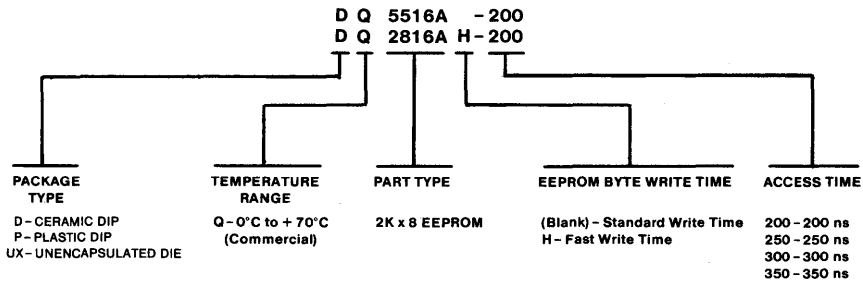 D Q 5516A -200
D Q 2816A H-200
PACKAGE TYPE
D-CERAMIC DIP
P-PLASTIC DIP
UX-UNENCAPSULATED DIE
TEMPERATURE RANGE
Q-0°C to +70°C
(Commercial)
PART TYPE
2K x 8 EEPROM
EEPROM BYTE WRITE TIME
(Blank)-Standard Write Time
H-Fast Write Time
ACCESS TIME
200-200 ns
250-250 ns
300-300 ns
350-350 ns